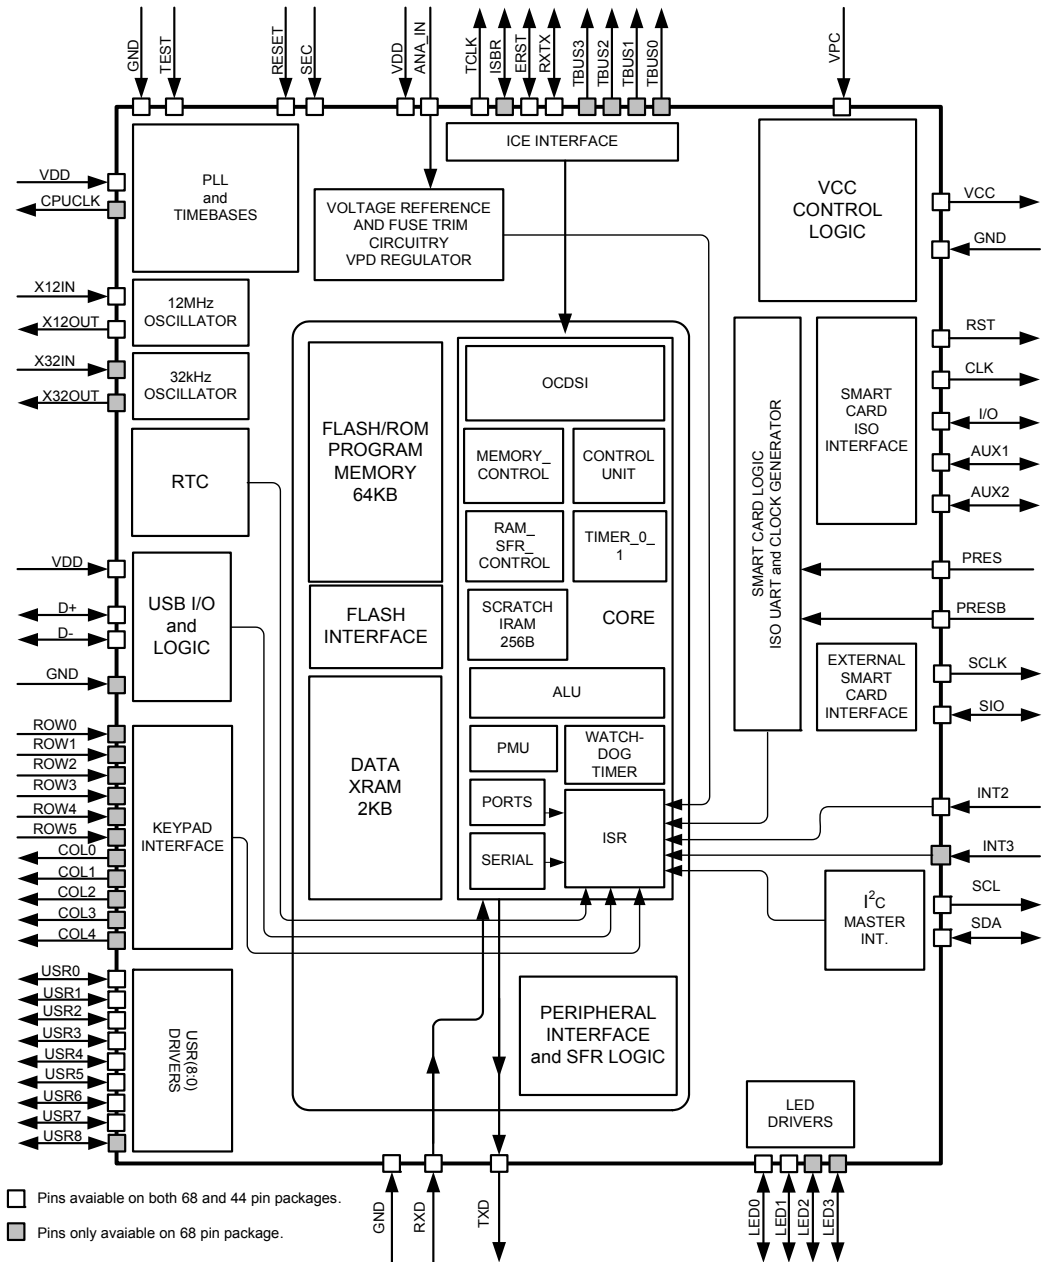 GND
TEST
RESET
SEC
VDD
ANA_IN
TCLK
ISBR
ERST
RXTX
TBUS3
TBUS2
TBUS1
TBUS0
VPC
VDD
CPUCLK
X12IN
X12OUT
X32IN
X32OUT
VDD
D+
D-
GND
ROW0
ROW1
ROW2
ROW3
ROW4
ROW5
COL0
COL1
COL2
COL3
COL4
USR0
USR1
USR2
USR3
USR4
USR5
USR6
USR7
USR8
PLL
and
TIMEBASES
12MHz
OSCILLATOR
32kHz
OSCILLATOR
RTC
USB I/O
and
LOGIC
KEYPAD
INTERFACE
USR(8:0)
DRIVERS
ICE INTERFACE
VOLTAGE REFERENCE
AND FUSE TRIM
CIRCUITRY
VPD REGULATOR
FLASH/ROM
PROGRAM
MEMORY
64KB
FLASH
INTERFACE
DATA
XRAM
2KB
OCDSI
MEMORY_
CONTROL
CONTROL
UNIT
RAM_
SFR_
CONTROL
TIMER_0_
1
SCRATCH
IRAM
256B
CORE
ALU
PMU
WATCH-
DOG
TIMER
PORTS
SERIAL
ISR
PERIPHERAL
INTERFACE
and SFR LOGIC
VCC
CONTROL
LOGIC
SMART CARD LOGIC
ISO UART and CLOCK GENERATOR
SMART
CARD
ISO
INTERFACE
EXTERNAL
SMART
CARD
INTERFACE
I2C
MASTER
INT.
LED
DRIVERS
VCC
GND
RST
CLK
I/O
AUX1
AUX2
PRES
PRESB
SCLK
SIO
INT2
INT3
SCL
SDA
GND
RXD
TXD
LED0
LED1
LED2
LED3
Pins avaiable on both 68 and 44 pin packages.
Pins only avaiable on 68 pin package.